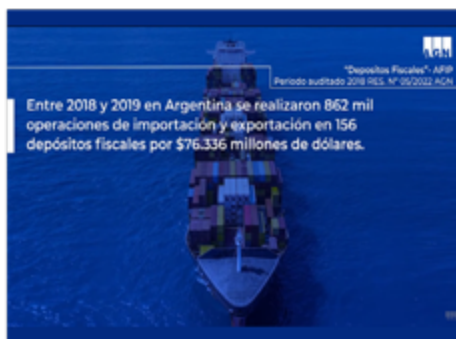 AGN
"Depositos Fiscales"- AFIP
Periodo auditado 2018 RES. N° 05/2022 AGN
Entre 2018 y 2019 en Argentina se realizaron 862 mil
operaciones de importación y exportación en 156
depósitos fiscales por $76.336 millones de dólares.